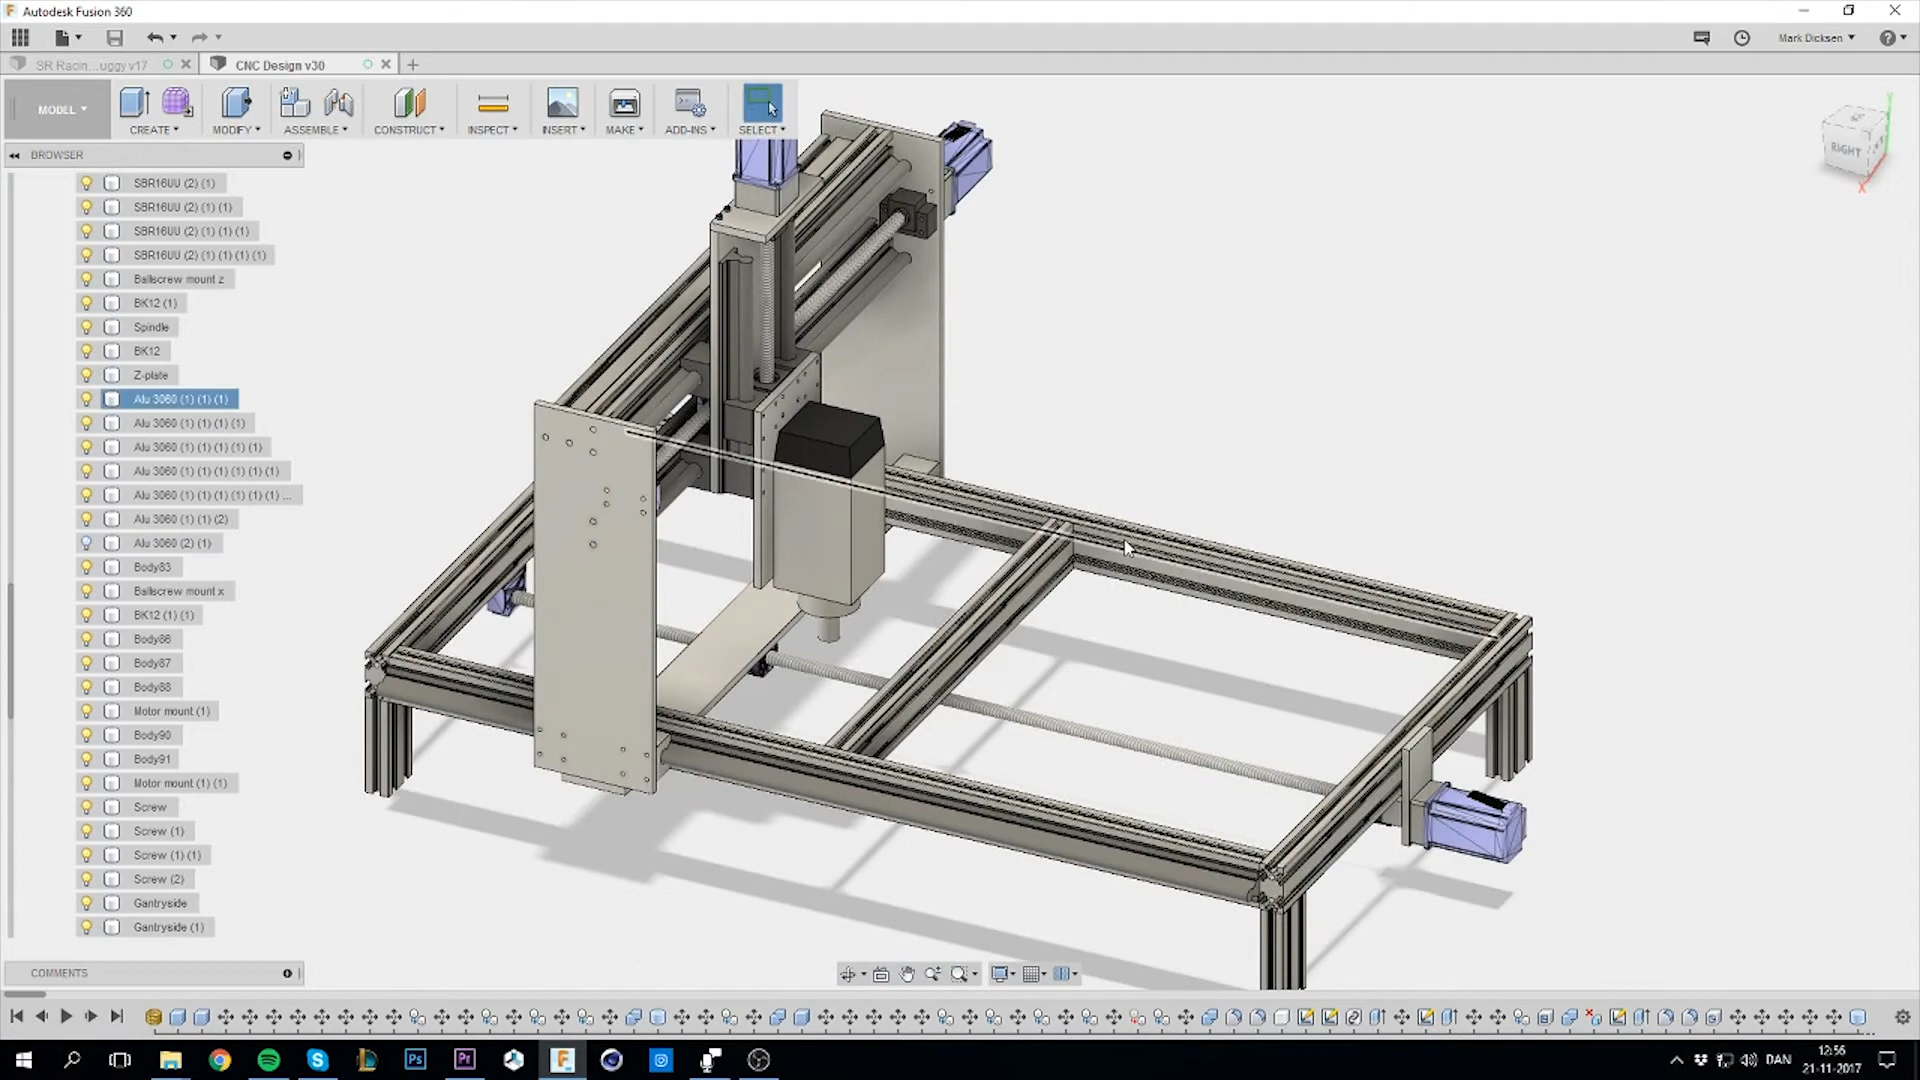 Autodesk Fusion 360
Mark Dicksen
SR Racin...uggy v17
CNC Design v30
MODEL
CREATE
MODIFY
ASSEMBLE
CONSTRUCT
INSPECT
INSERT
MAKE
ADD-INS
SELECT
RIGHT
BROWSER
SBR16UU (2) (1)
SBR16UU (2) (1) (1)
SBR16UU (2) (1) (1) (1)
SBR16UU (2) (1) (1) (1) (1)
Ballscrew mount z
BK12 (1)
Spindle
BK12
Z-plate
Alu 3060 (1) (1) (1)
Alu 3060 (1) (1) (1) (1)
Alu 3060 (1) (1) (1) (1) (1)
Alu 3060 (1) (1) (1) (1) (1) (1)
Alu 3060 (1) (1) (1) (1) (1) (1) ...
Alu 3060 (1) (1) (2)
Alu 3060 (2) (1)
Body83
Ballscrew mount x
BK12 (1) (1)
Body86
Body87
Body88
Motor mount (1)
Body90
Body91
Motor mount (1) (1)
Screw
Screw (1)
Screw (1) (1)
Screw (2)
Gantryside
Gantryside (1)
COMMENTS
DAN
12:56
21-11-2017